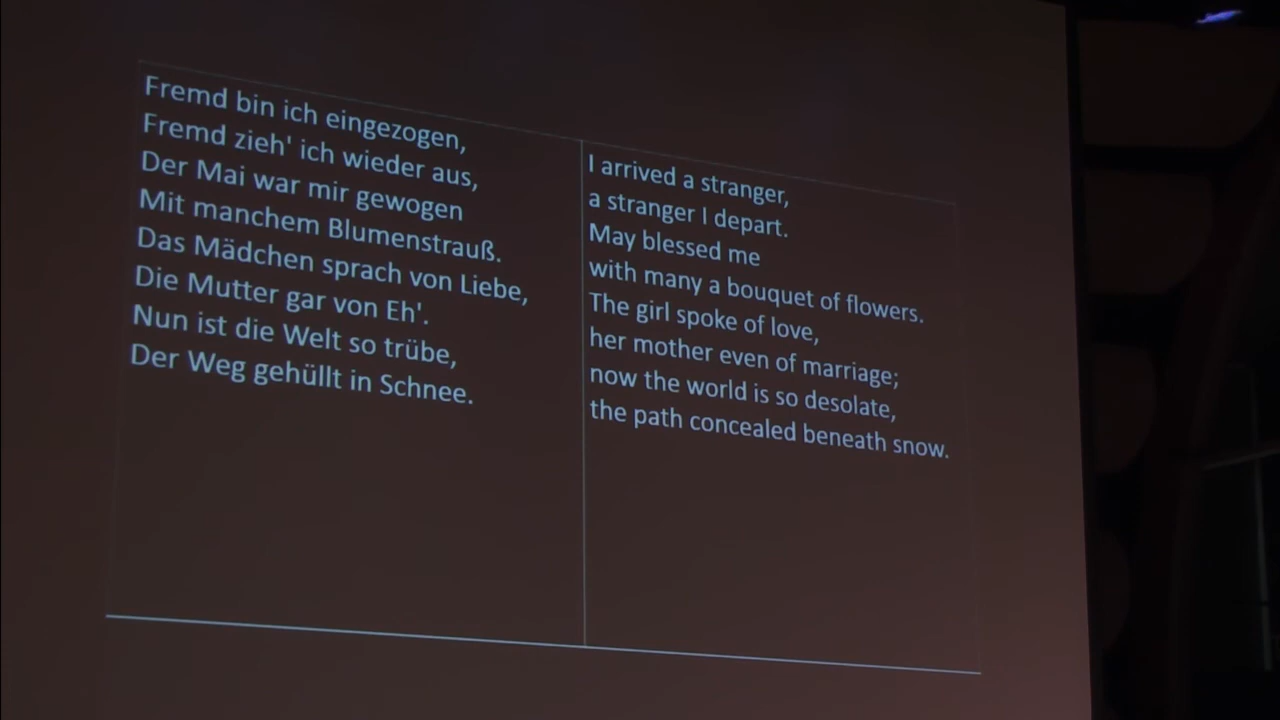 Fremd bin ich eingezogen,
Fremd zieh' ich wieder aus,
Der Mai war mir gewogen
Mit manchem Blumenstrauß.
Das Mädchen sprach von Liebe,
Die Mutter gar von Eh'.
Nun ist die Welt so trübe,
Der Weg gehüllt in Schnee.
I arrived a stranger,
a stranger I depart.
May blessed me
with many a bouquet of flowers.
The girl spoke of love,
her mother even of marriage;
now the world is so desolate,
the path concealed beneath snow.